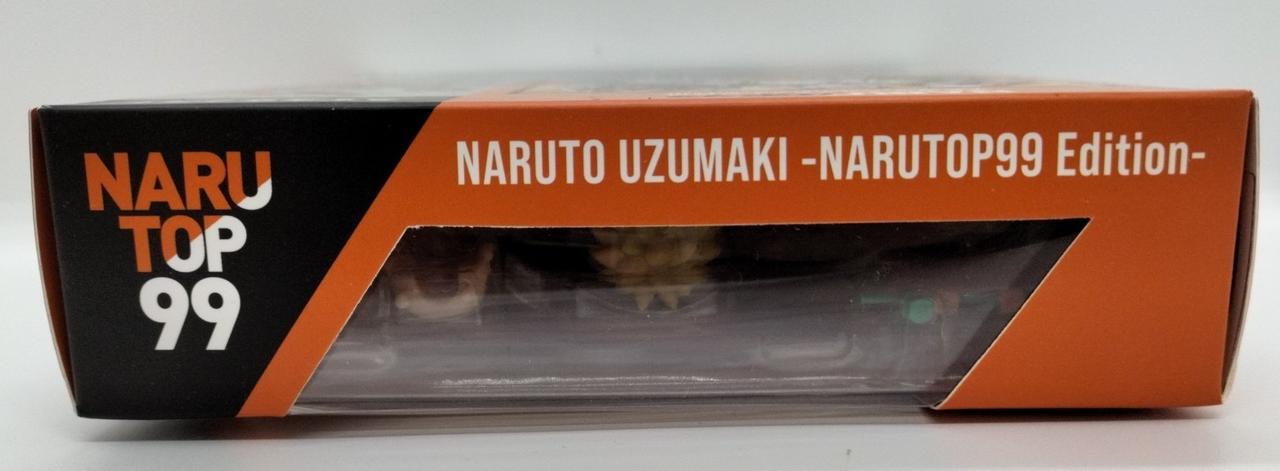 NARU
TOP
99
NARUTO UZUMAKI -NARUTOP99 Edition-